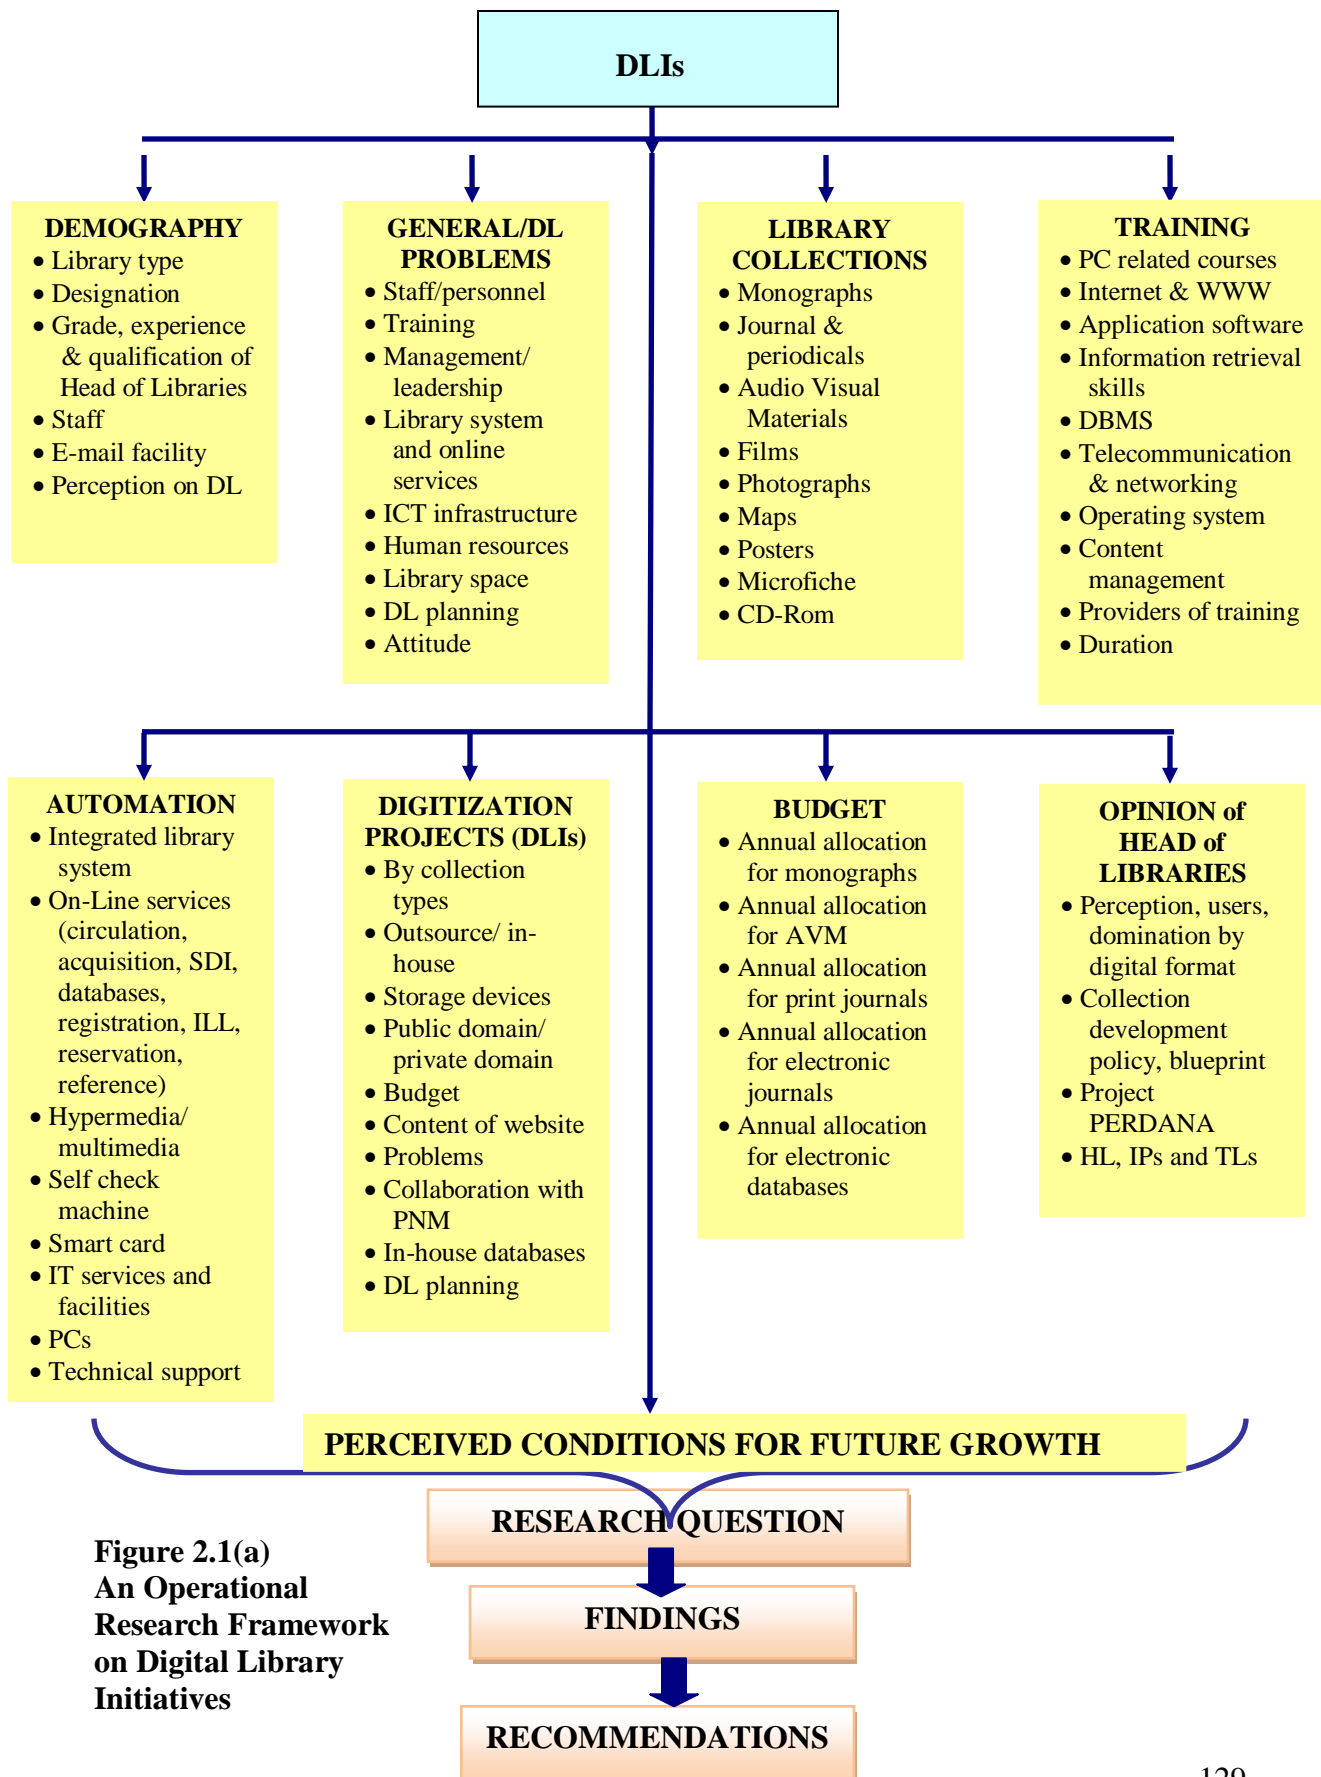 DLIs
DEMOGRAPHY
• Library type
• Designation
• Grade, experience
& qualification of
Head of Libraries
• Staff
• E-mail facility
• Perception on DL
GENERAL/DL
PROBLEMS
• Staff/personnel
• Training
• Management/
leadership
• Library system
and online
services
• ICT infrastructure
• Human resources
• Library space
• DL planning
• Attitude
LIBRARY
COLLECTIONS
• Monographs
• Journal &
periodicals
• Audio Visual
Materials
• Films
• Photographs
• Maps
• Posters
• Microfiche
• CD-Rom
TRAINING
• PC related courses
• Internet & WWW
• Application software
• Information retrieval
skills
• DBMS
• Telecommunication
& networking
• Operating system
• Content
management
• Providers of training
• Duration
AUTOMATION
• Integrated library
system
• On-Line services
(circulation,
acquisition, SDI,
databases,
registration, ILL,
reservation,
reference)
• Hypermedia/
multimedia
• Self check
machine
• Smart card
• IT services and
facilities
• PCs
• Technical support
DIGITIZATION
PROJECTS (DLIs)
• By collection
types
• Outsource/ in-
house
• Storage devices
• Public domain/
private domain
• Budget
• Content of website
• Problems
• Collaboration with
PNM
• In-house databases
• DL planning
BUDGET
• Annual allocation
for monographs
• Annual allocation
for AVM
• Annual allocation
for print journals
• Annual allocation
for electronic
journals
• Annual allocation
for electronic
databases
OPINION of
HEAD of
LIBRARIES
• Perception, users,
domination by
digital format
• Collection
development
policy, blueprint
• Project
PERDANA
• HL, IPs and TLs
PERCEIVED CONDITIONS FOR FUTURE GROWTH
RESEARCH QUESTION
FINDINGS
RECOMMENDATIONS
Figure 2.1(a)
An Operational
Research Framework
on Digital Library
Initiatives